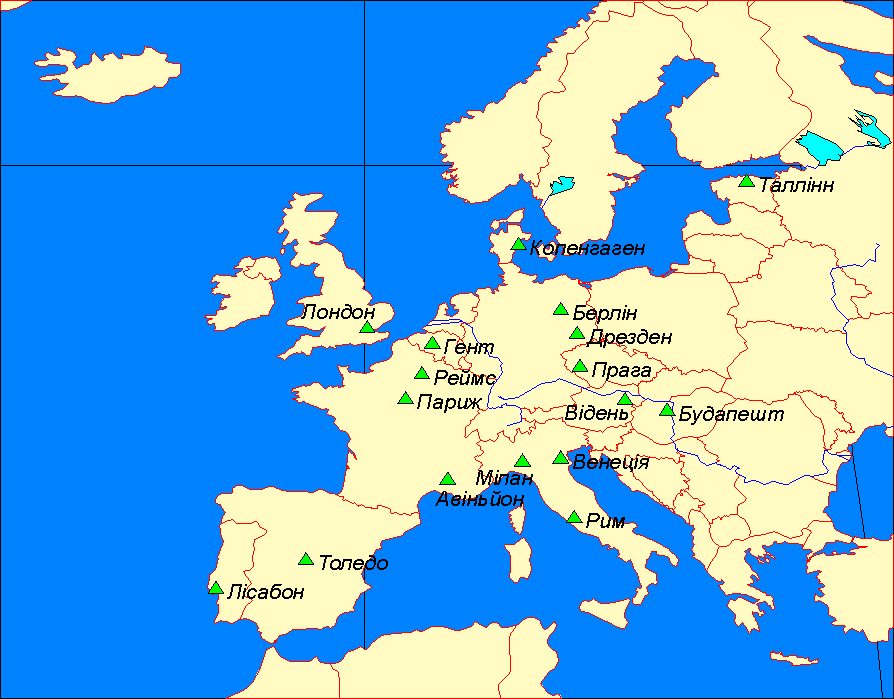 Таллінн
Копенгаген
Лондон
Берлін
Дрезден
Гент
Прага
Реймс
Париж
Відень
Будапешт
Венеція
Мілан
Авіньйон
Рим
Толедо
Лісабон